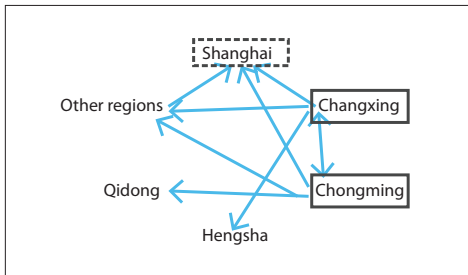 Shanghai
Other regions
Changxing
Qidong
Chongming
Hengsha